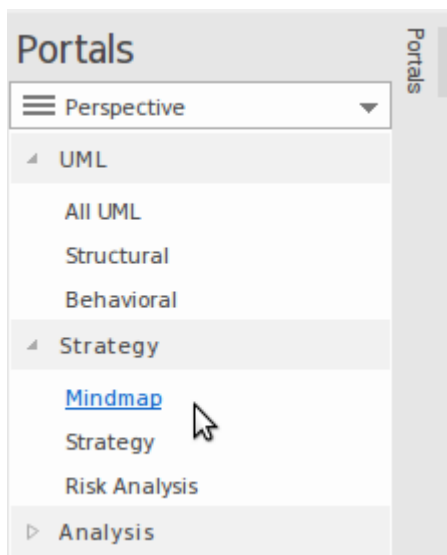 Portals
Portals
Perspective
UML
All UML
Structural
Behavioral
Strategy
Mindmap
Strategy
Risk Analysis
Analysis